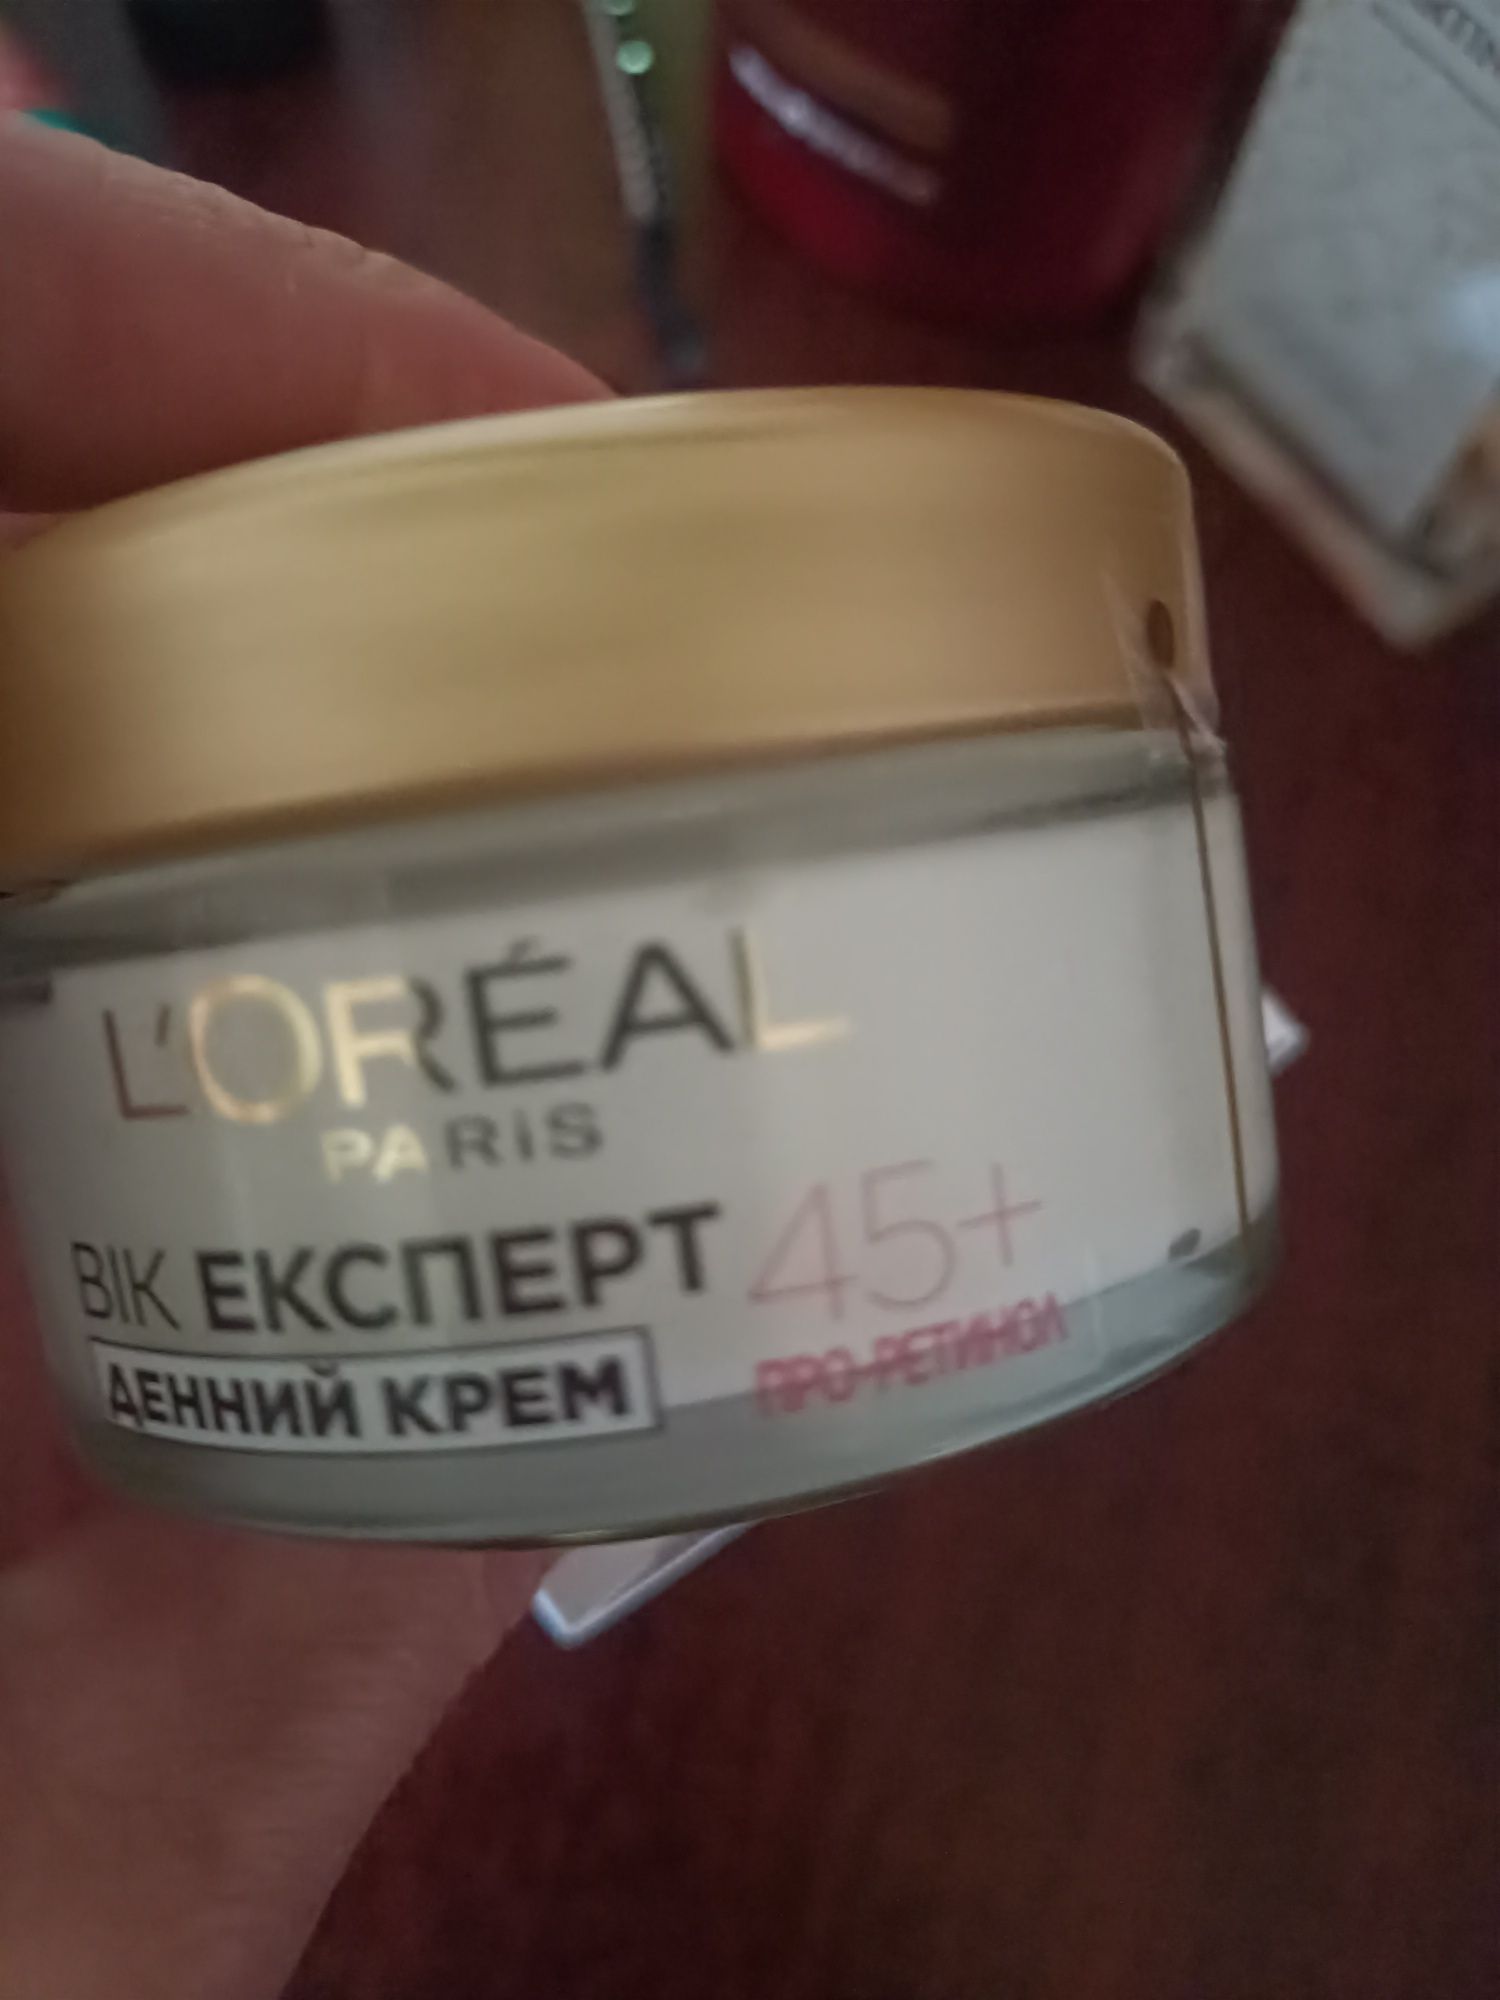 L'ORÉAL
PARIS
ВІК ЕКСПЕРТ 45+
ДЕННИЙ КРЕМ
ПРО-РЕТИНОЛ